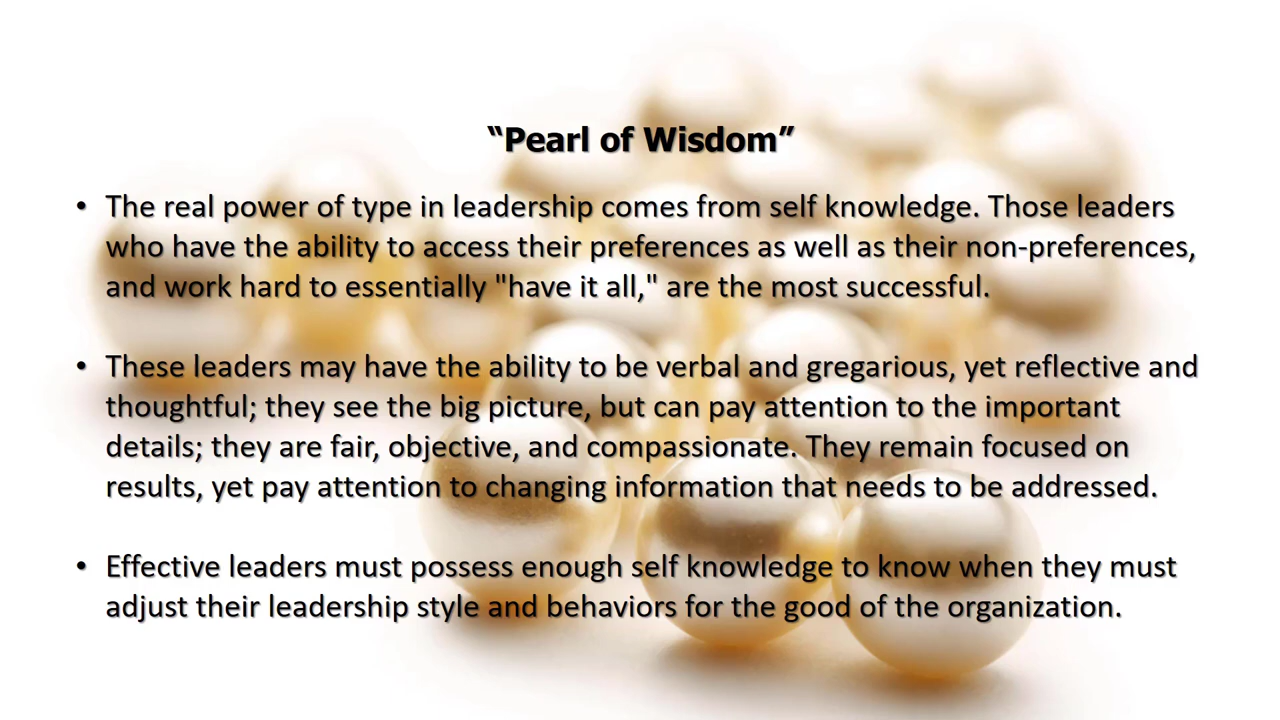 “Pearl of Wisdom”
• The real power of type in leadership comes from self knowledge. Those leaders
who have the ability to access their preferences as well as their non-preferences,
and work hard to essentially "have it all," are the most successful.
• These leaders may have the ability to be verbal and gregarious, yet reflective and
thoughtful; they see the big picture, but can pay attention to the important
details; they are fair, objective, and compassionate. They remain focused on
results, yet pay attention to changing information that needs to be addressed.
• Effective leaders must possess enough self knowledge to know when they must
adjust their leadership style and behaviors for the good of the organization.